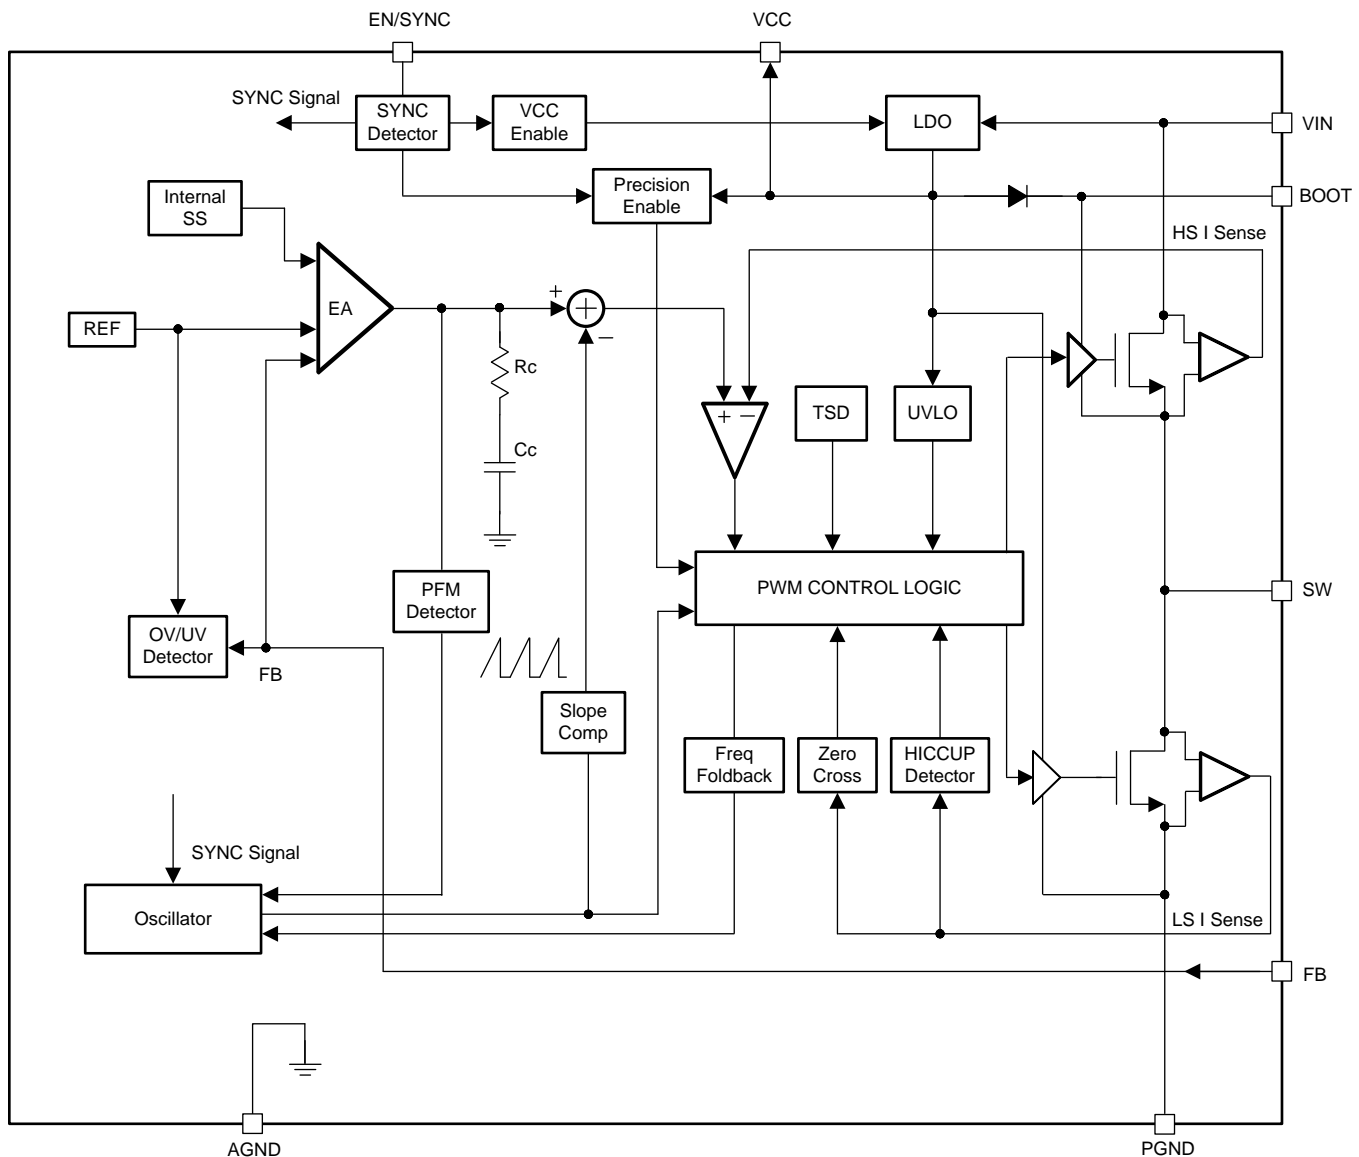 EN/SYNC
VCC
SYNC Signal
SYNC
Detector
VCC
Enable
LDO
VIN
Internal
SS
Precision
Enable
BOOT
HS I Sense
EA
+
+
−
REF
Rc
+ −
TSD
UVLO
Cc
PFM
Detector
PWM CONTROL LOGIC
SW
OV/UV
Detector
FB
Slope
Comp
Freq
Foldback
Zero
Cross
HICCUP
Detector
SYNC Signal
Oscillator
LS I Sense
FB
AGND
PGND